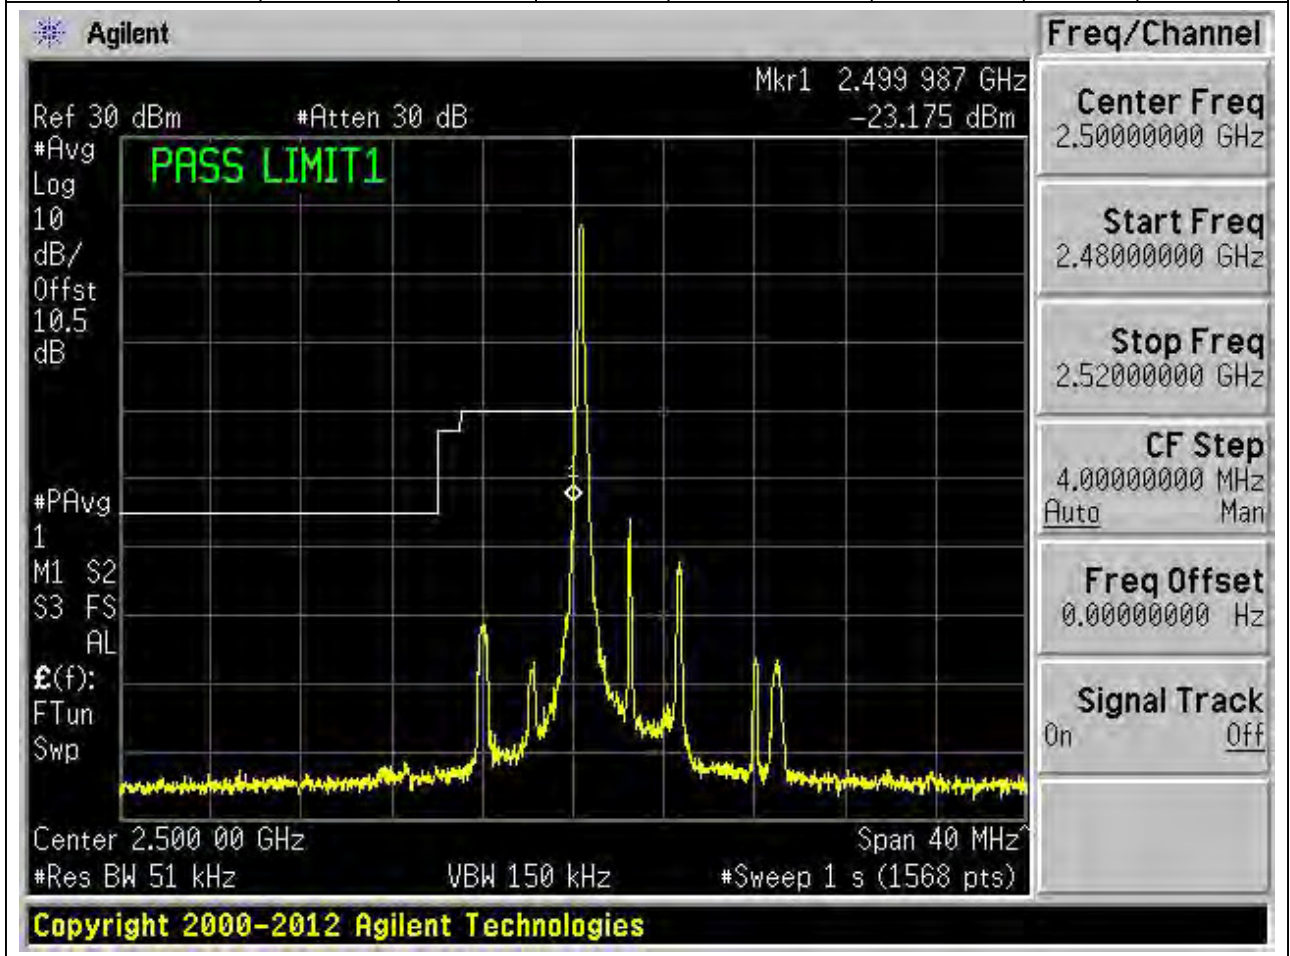 Agilent
Freq/Channel
Mkr1 2.499 987 GHz
Ref 30 dBm #Atten 30 dB -23.175 dBm
#Avg
Log
10
dB/
Offst
10.5
dB
PASS LIMIT1
1
#PAvg
1
M1 S2
S3 FS
AL
£(f):
FTun
Swp
Center 2.500 00 GHz Span 40 MHz^
#Res BW 51 kHz VBW 150 kHz #Sweep 1 s (1568 pts)
Copyright 2000-2012 Agilent Technologies
Center Freq
2.50000000 GHz
Start Freq
2.48000000 GHz
Stop Freq
2.52000000 GHz
CF Step
4.00000000 MHz
Auto Man
Freq Offset
0.00000000 Hz
Signal Track
On Off